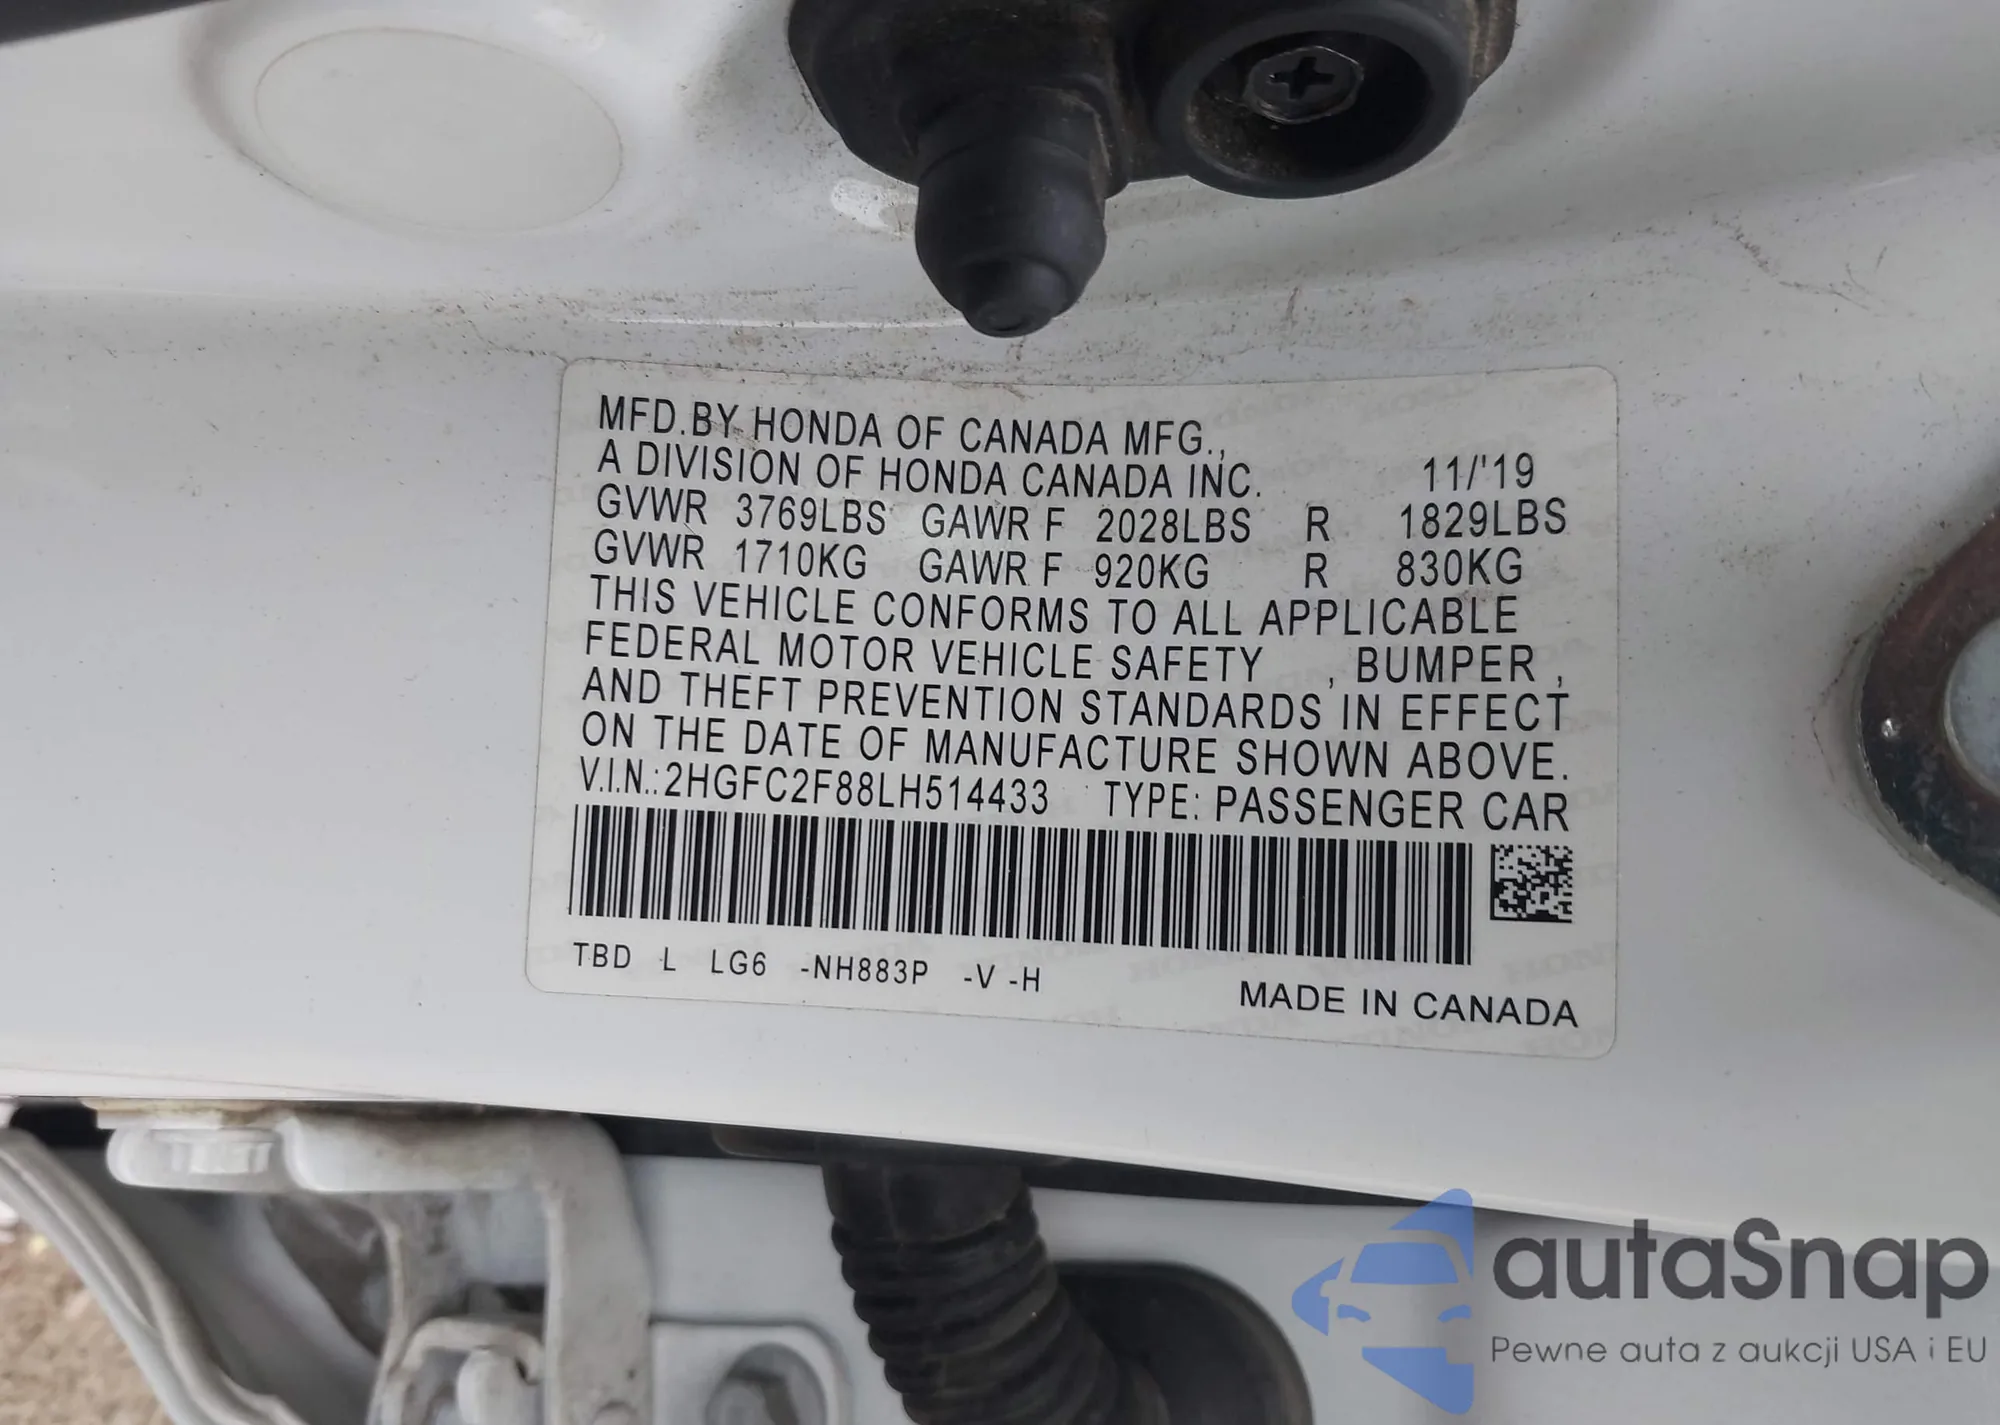 MFD.BY HONDA OF CANADA MFG.,
A DIVISION OF HONDA CANADA INC. 11/'19
GVWR 3769LBS GAWR F 2028LBS R 1829LBS
GVWR 1710KG GAWR F 920KG R 830KG
THIS VEHICLE CONFORMS TO ALL APPLICABLE
FEDERAL MOTOR VEHICLE SAFETY , BUMPER ,
AND THEFT PREVENTION STANDARDS IN EFFECT
ON THE DATE OF MANUFACTURE SHOWN ABOVE.
V.I.N.: 2HGFC2F88LH514433 TYPE: PASSENGER CAR
TBD L LG6 -NH883P -V -H
MADE IN CANADA
autaSnap
Pewne auta z aukcji USA i EU